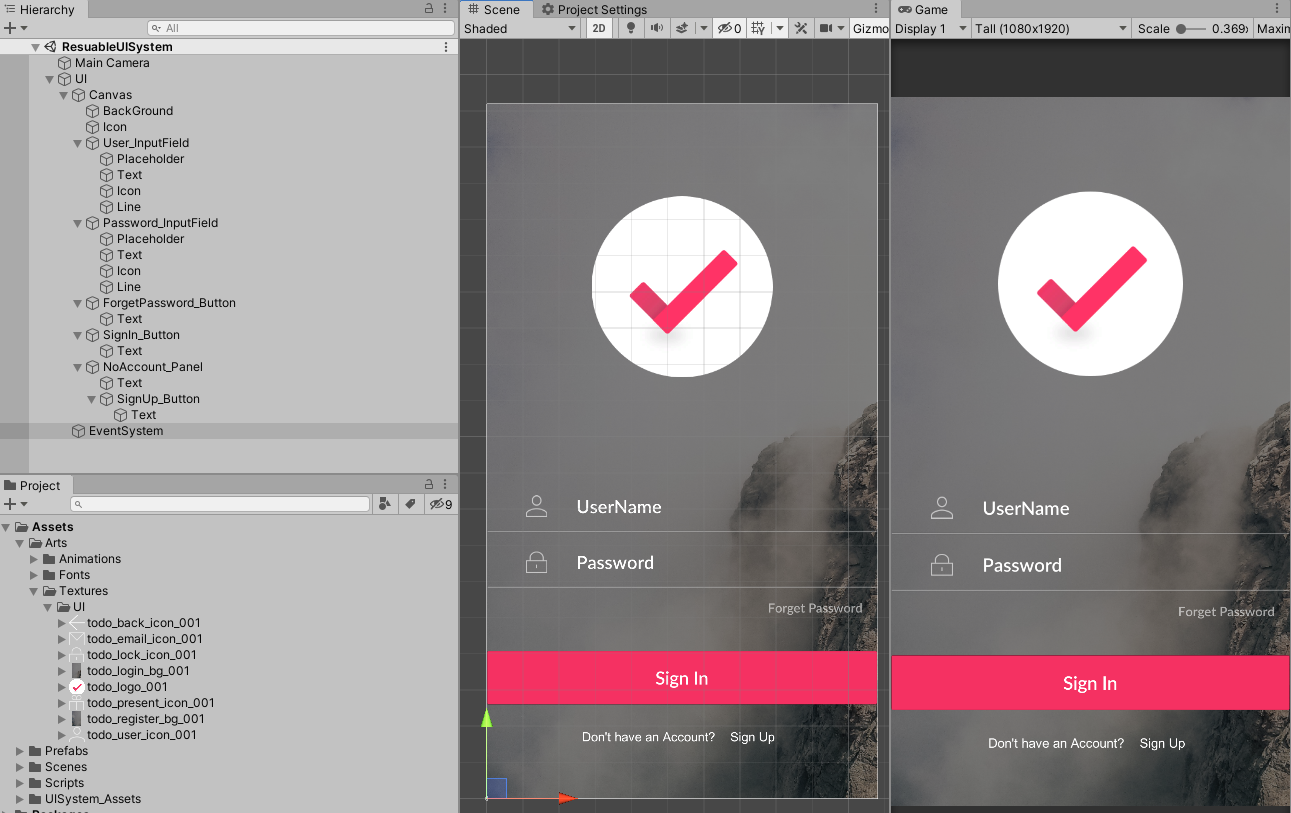 Hierarchy
All
ResuableUISystem
Main Camera
UI
Canvas
BackGround
Icon
User_InputField
Placeholder
Text
Icon
Line
Password_InputField
Placeholder
Text
Icon
Line
ForgetPassword_Button
Text
SignIn_Button
Text
NoAccount_Panel
Text
SignUp_Button
Text
EventSystem
Project
9
Assets
Arts
Animations
Fonts
Textures
UI
todo_back_icon_001
todo_email_icon_001
todo_lock_icon_001
todo_login_bg_001
todo_logo_001
todo_present_icon_001
todo_register_bg_001
todo_user_icon_001
Prefabs
Scenes
Scripts
UISystem_Assets
Scene Project Settings
Shaded 2D 0 Gizmo
UserName
Password
Forget Password
Sign In
Don't have an Account? Sign Up
Game
Display 1 Tall (1080x1920) Scale 0.369x Maxin
UserName
Password
Forget Password
Sign In
Don't have an Account? Sign Up